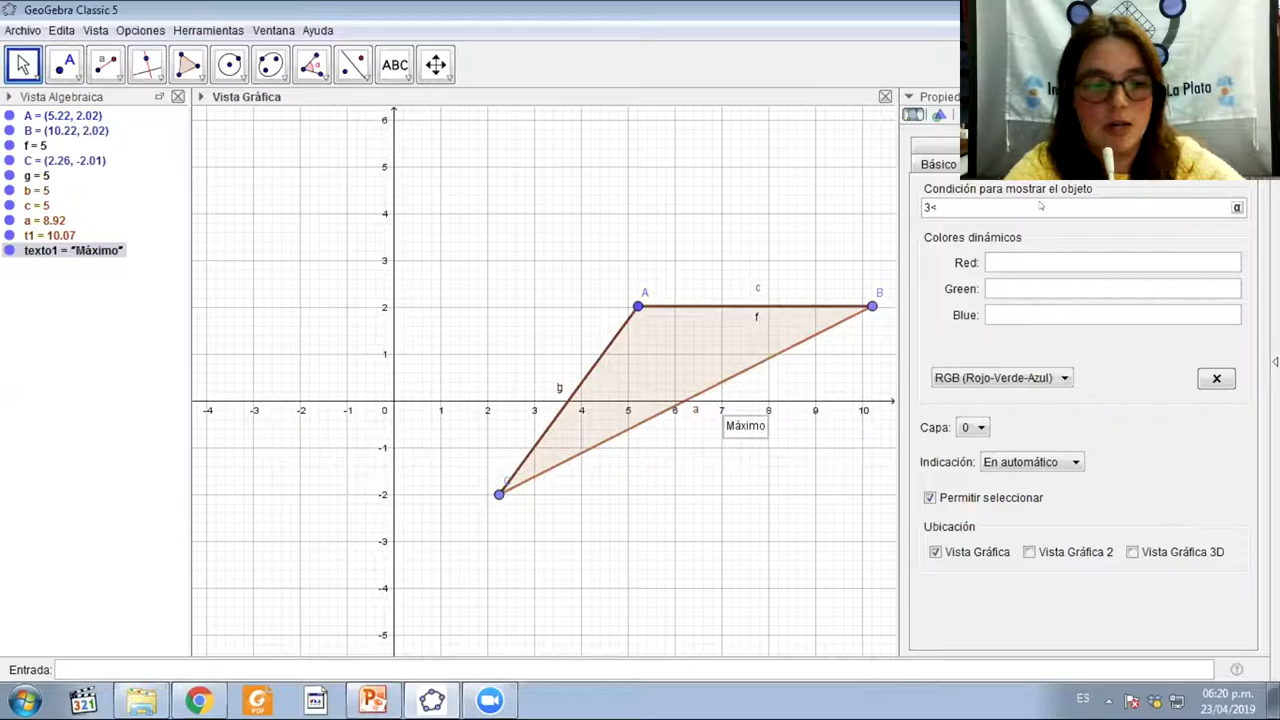 GeoGebra Classic 5
Archivo Edita Vista Opciones Herramientas Ventana Ayuda
ABC
Vista Algebraica
Vista Gráfica
A = (5.22, 2.02)
B = (10.22, 2.02)
f = 5
C = (2.26, -2.01)
g = 5
b = 5
c = 5
a = 8.92
t1 = 10.07
texto1 = "Máximo"
6
5
4
3
2
1
0
-1
-2
-3
-4
-5
-4 -3 -2 -1 0 2 3 4 5 6 7 8 9 10
A
c
B
f
g
a
Máximo
La Plata
Básico
Condición para mostrar el objeto
3<
α
Colores dinámicos
Red:
Green:
Blue:
RGB (Rojo-Verde-Azul)
x
Capa: 0
Indicación: En automático
Permitir seleccionar
Ubicación
Vista Gráfica Vista Gráfica 2 Vista Gráfica 3D
Entrada:
321
PDF
ES
06:20 p.m.
23/04/2019